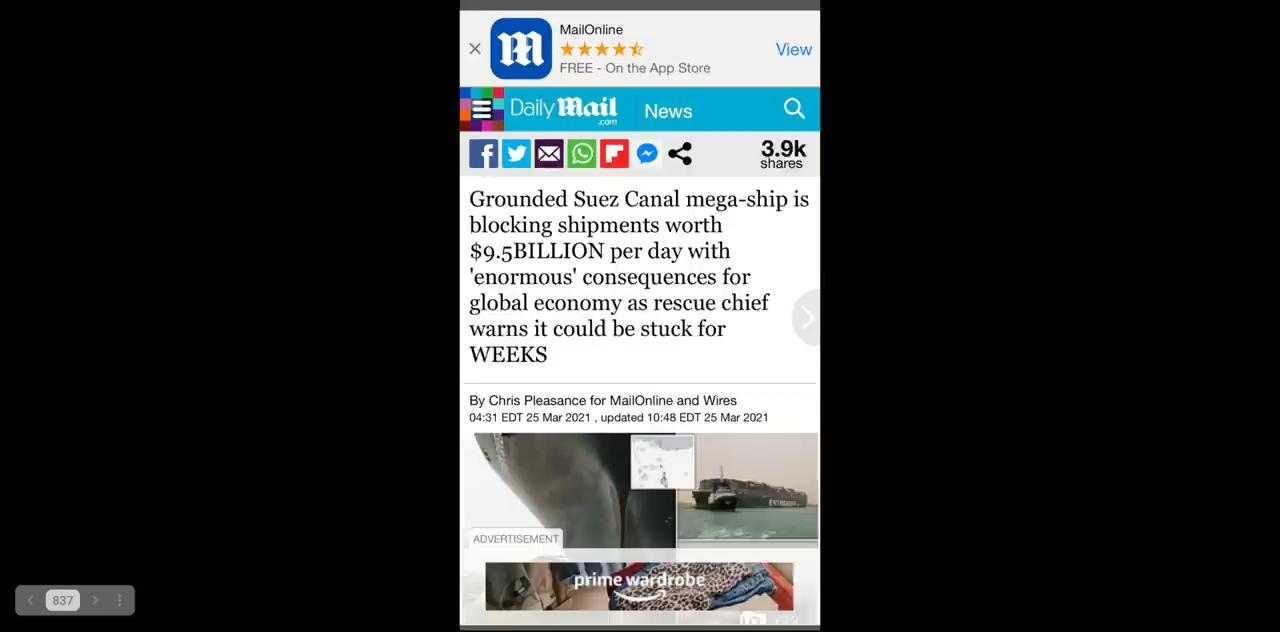 MailOnline
FREE - On the App Store
View
Daily Mail
.com
News
3.9k
shares
Grounded Suez Canal mega-ship is
blocking shipments worth
$9.5BILLION per day with
'enormous' consequences for
global economy as rescue chief
warns it could be stuck for
WEEKS
By Chris Pleasance for MailOnline and Wires
04:31 EDT 25 Mar 2021 , updated 10:48 EDT 25 Mar 2021
ADVERTISEMENT
prime wardrobe
837